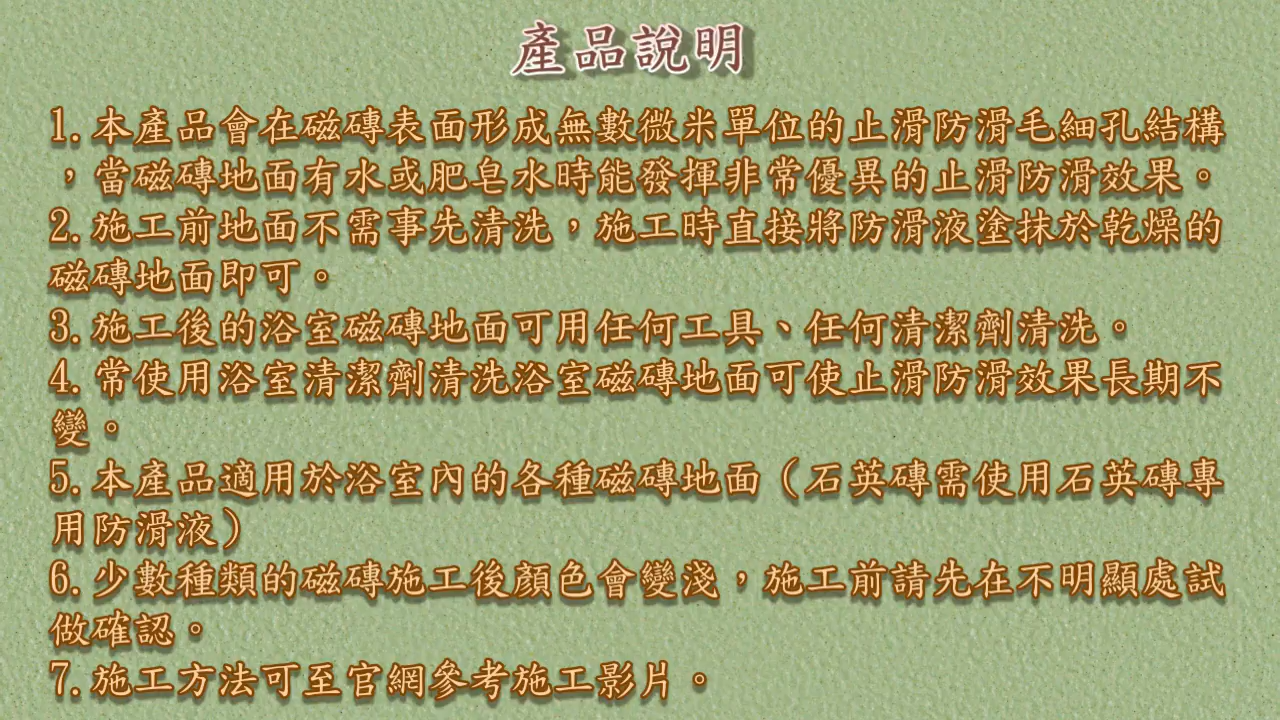 產品說明
1.本產品會在磁磚表面形成無數微米單位的止滑防滑毛細孔結構
，當磁磚地面有水或肥皂水時能發揮非常優異的止滑防滑效果。
2.施工前地面不需事先清洗，施工時直接將防滑液塗抹於乾燥的
磁磚地面即可。
3.施工後的浴室磁磚地面可用任何工具、任何清潔劑清洗。
4.常使用浴室清潔劑清洗浴室磁磚地面可使止滑防滑效果長期不
變。
5.本產品適用於浴室內的各種磁磚地面（石英磚需使用石英磚專
用防滑液）
6.少數種類的磁磚施工後顏色會變淺，施工前請先在不明顯處試
做確認。
7.施工方法可至官網參考施工影片。